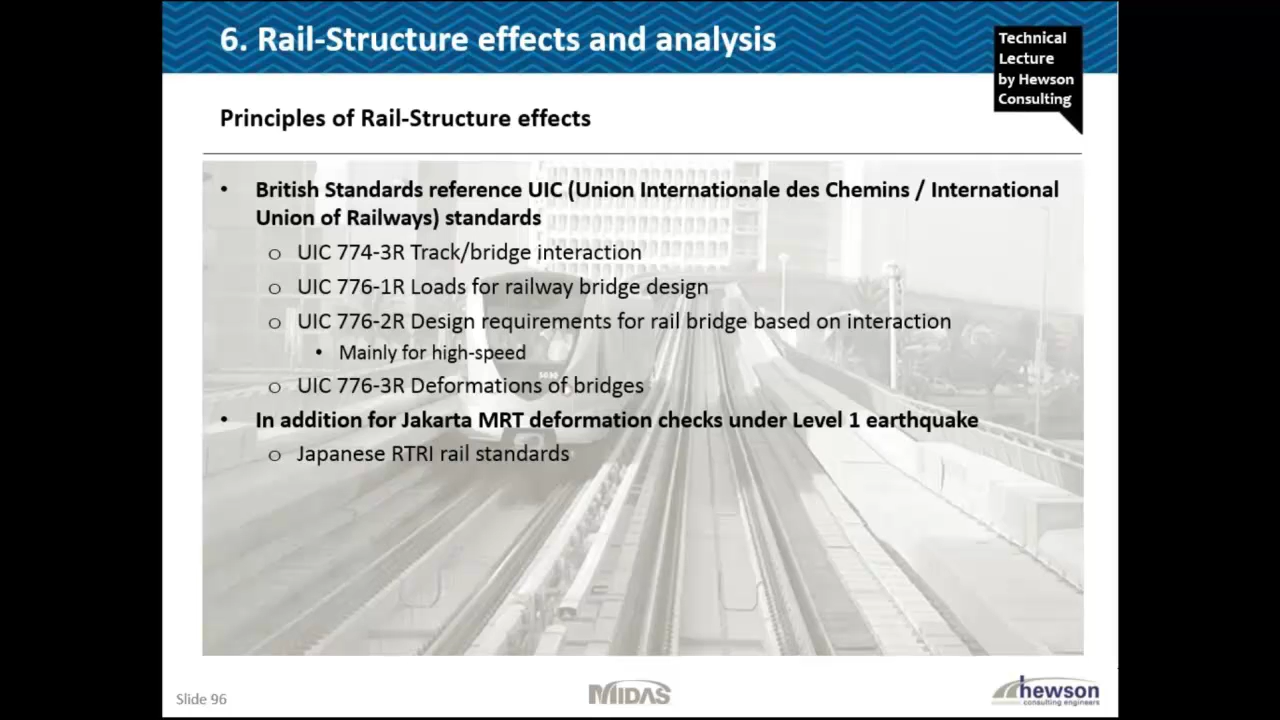 6. Rail-Structure effects and analysis
Technical
Lecture
by Hewson
Consulting
Principles of Rail-Structure effects
• British Standards reference UIC (Union Internationale des Chemins / International
Union of Railways) standards
o UIC 774-3R Track/bridge interaction
o UIC 776-1R Loads for railway bridge design
o UIC 776-2R Design requirements for rail bridge based on interaction
• Mainly for high-speed
o UIC 776-3R Deformations of bridges
• In addition for Jakarta MRT deformation checks under Level 1 earthquake
o Japanese RTRI rail standards
Slide 96
MIDAS
hewson
consulting engineers